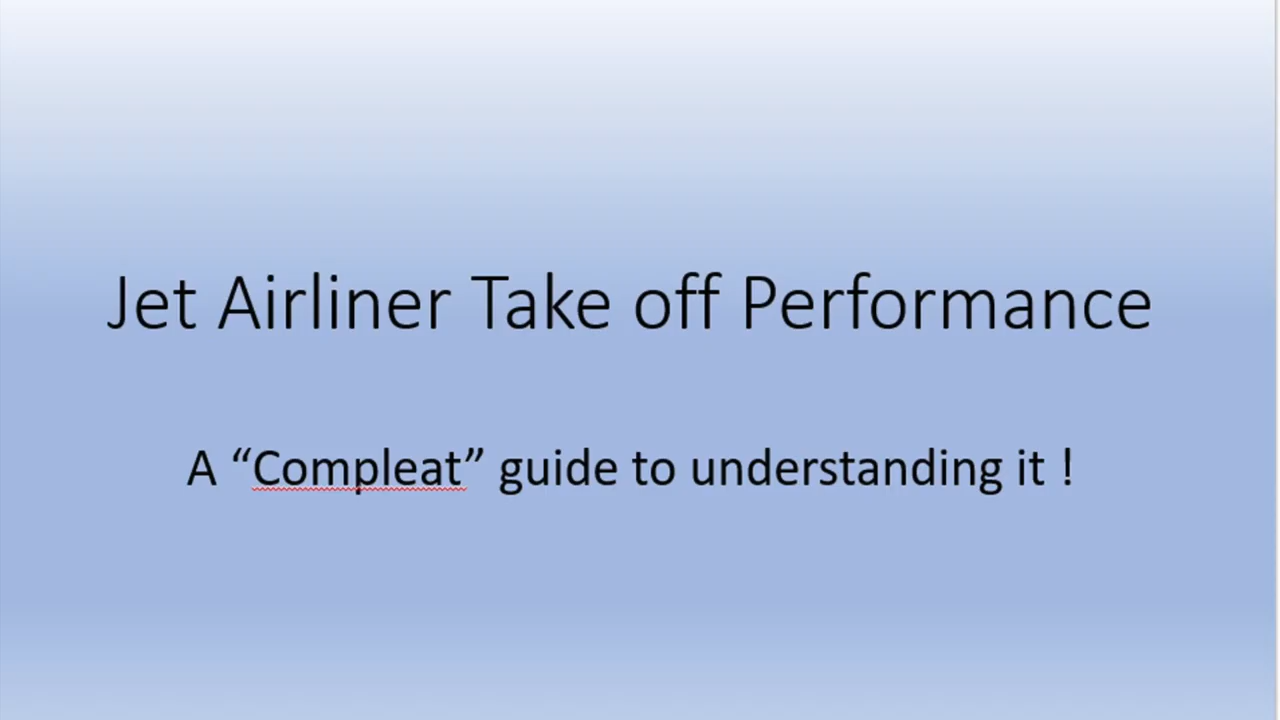 Jet Airliner Take off Performance
A “Compleat” guide to understanding it !